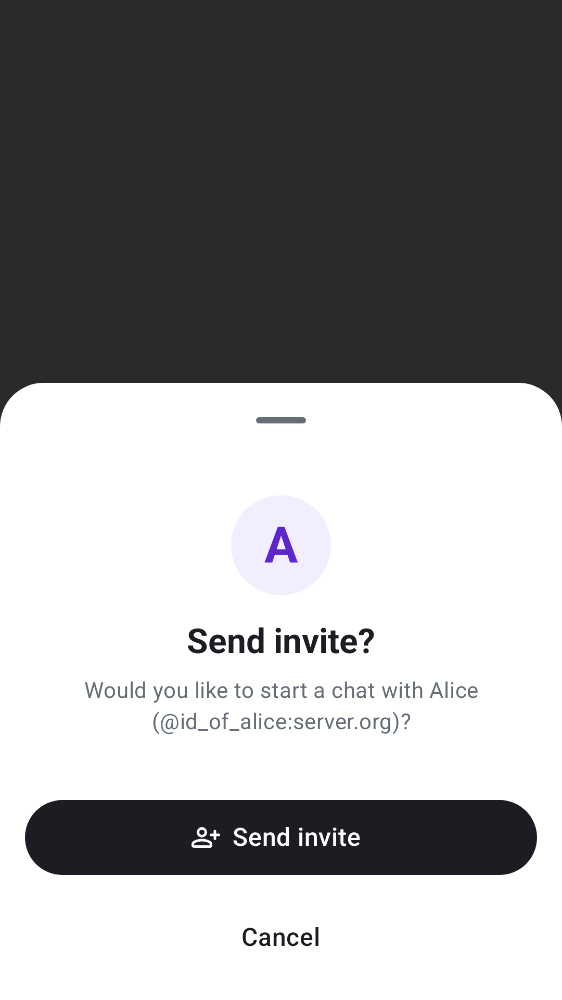 A
Send invite?
Would you like to start a chat with Alice
(@id_of_alice:server.org)?
Send invite
Cancel